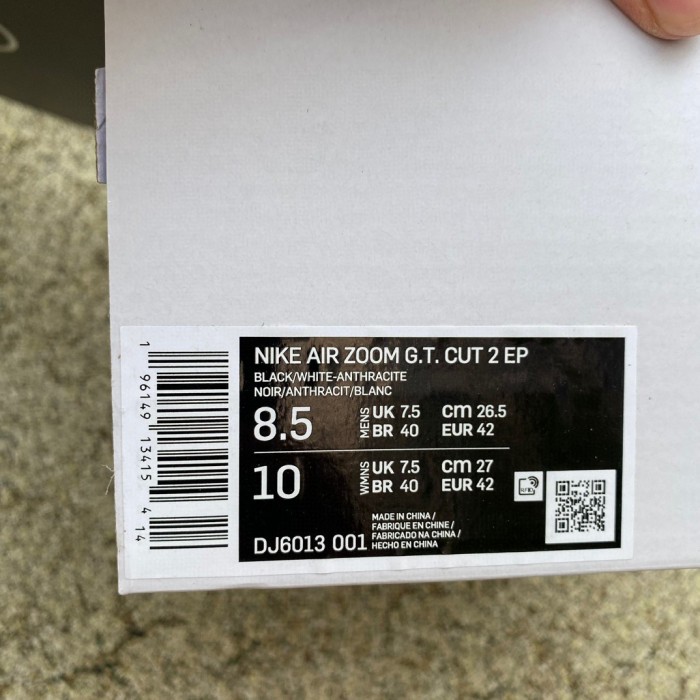 NIKE AIR ZOOM G.T. CUT 2 EP
BLACK/WHITE-ANTHRACITE
NOIR/ANTHRACIT/BLANC
8.5 MENS UK 7.5 cm 26.5
BR 40 EUR 42
10 WMNS UK 7.5 cm 27
BR 40 EUR 42
MADE IN CHINA /
FABRIQUE EN CHINE /
FABRICADO NA CHINA /
HECHO EN CHINA
DJ6013 001
1 96149 13415 4 14